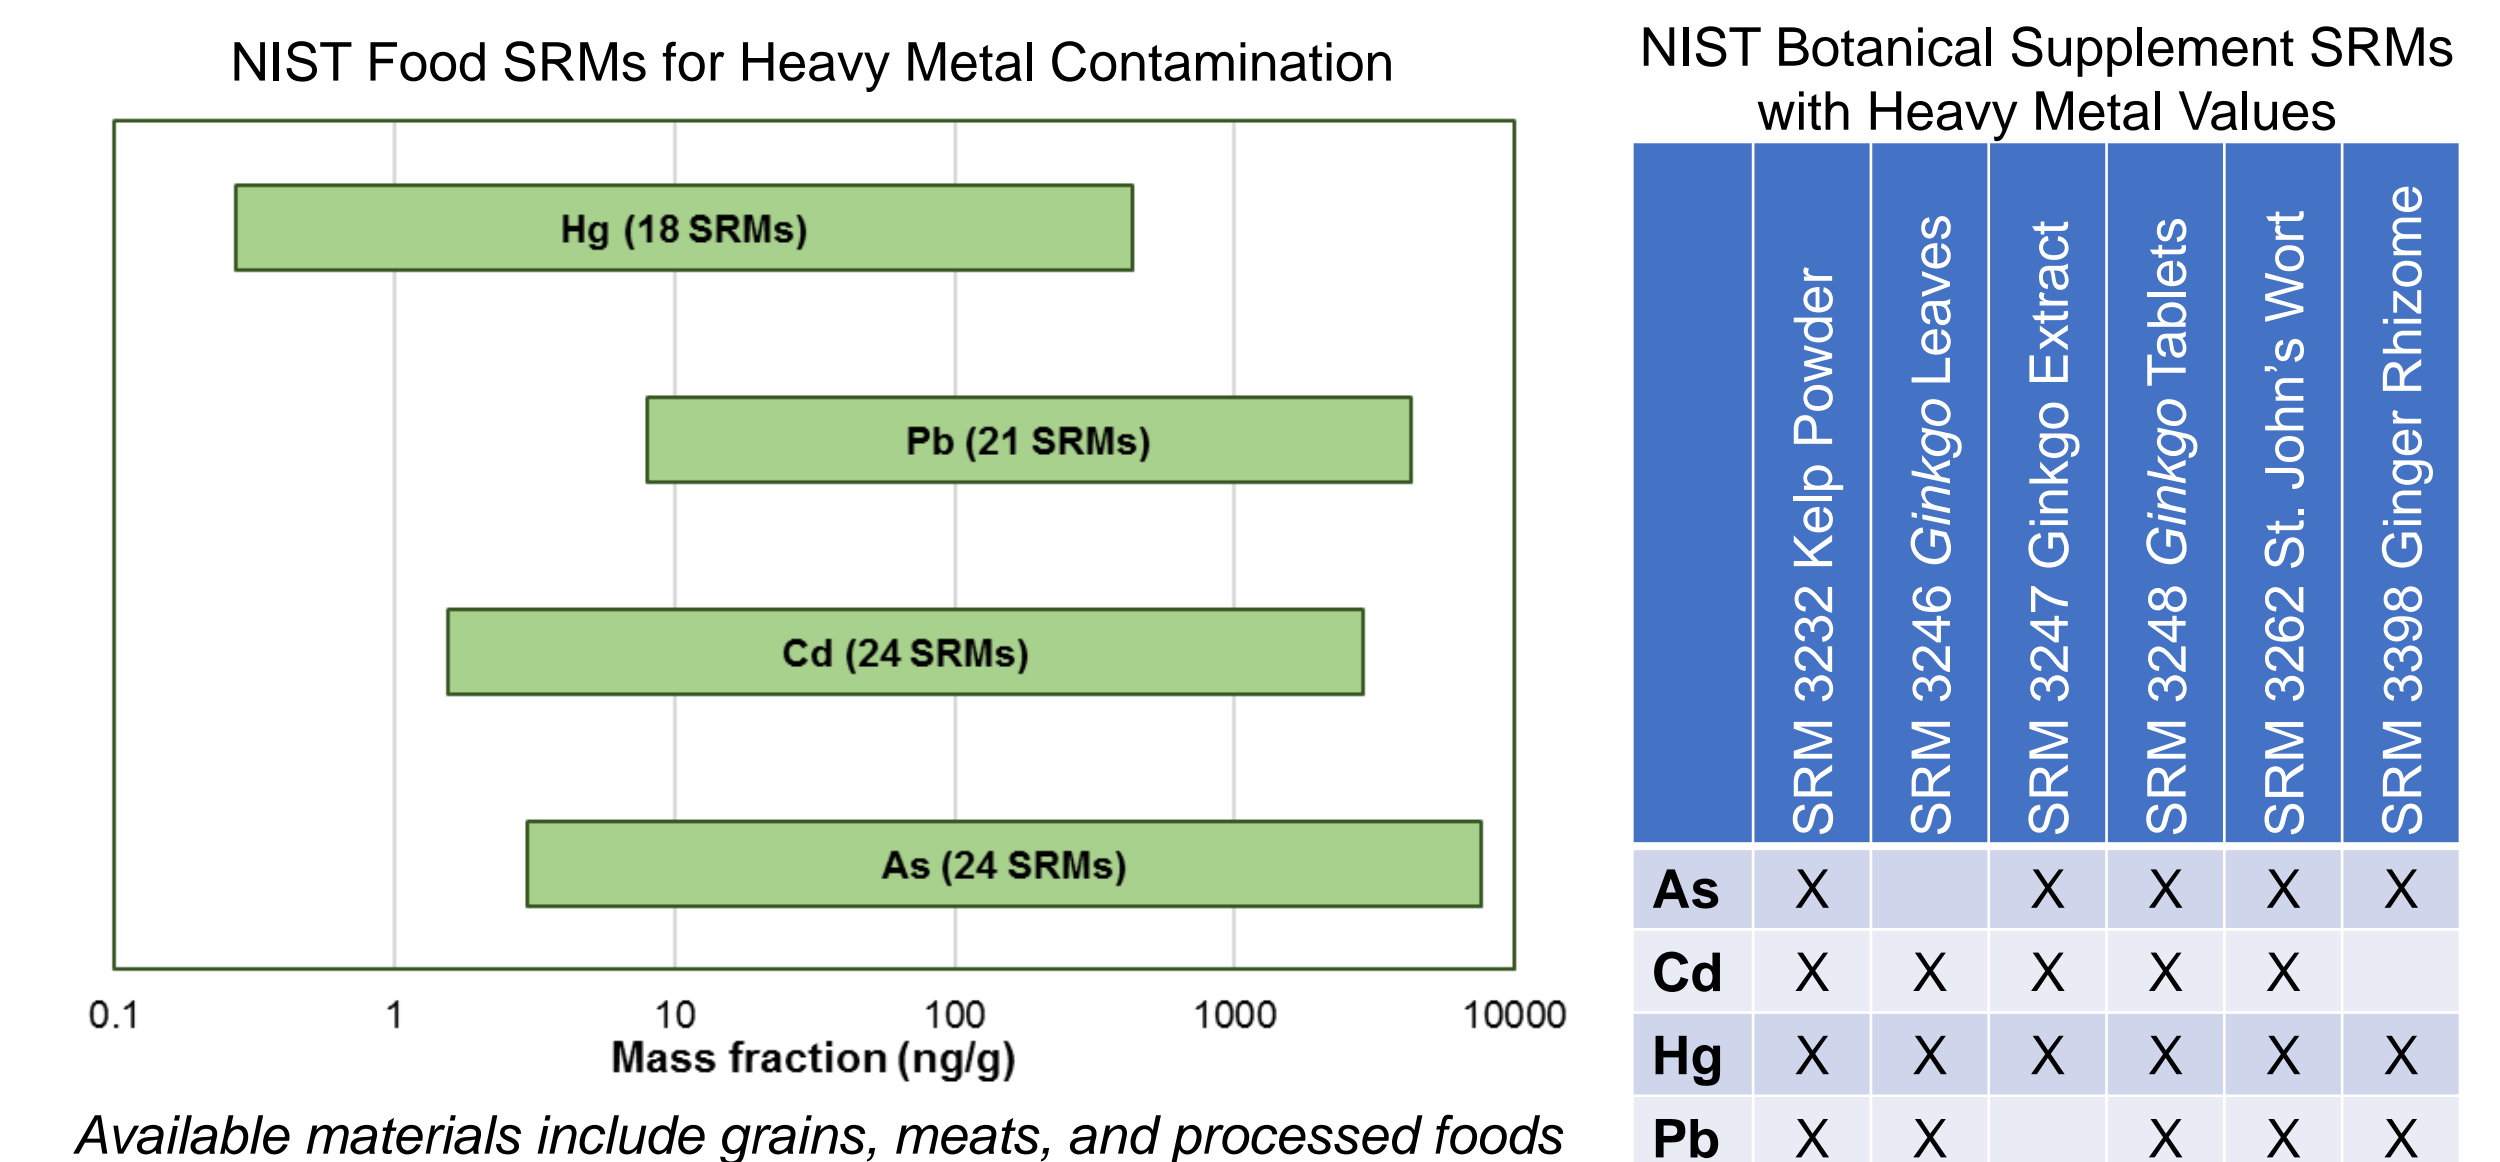 NIST Food SRMs for Heavy Metal Contamination
Hg (18 SRMs)
Pb (21 SRMs)
Cd (24 SRMs)
As (24 SRMs)
0.1 1 10 100 1000 10000
Mass fraction (ng/g)
Available materials include grains, meats, and processed foods
NIST Botanical Supplement SRMs
with Heavy Metal Values
SRM 3232 Kelp Powder
SRM 3246 Ginkgo Leaves
SRM 3247 Ginkgo Extract
SRM 3248 Ginkgo Tablets
SRM 3262 St. John’s Wort
SRM 3398 Ginger Rhizome
As X X X X X
Cd X X X X X
Hg X X X X X X
Pb X X X X X